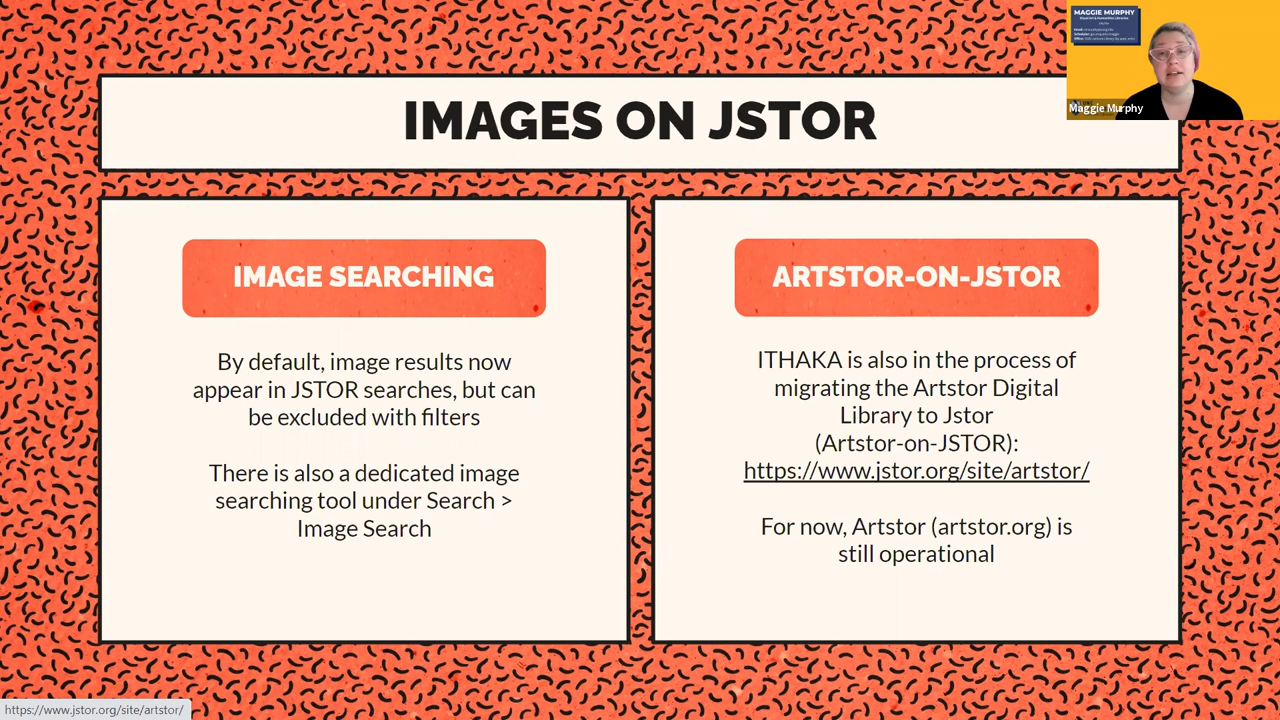 MAGGIE MURPHY
Maggie Murphy
IMAGES ON JSTOR
IMAGE SEARCHING
By default, image results now
appear in JSTOR searches, but can
be excluded with filters
There is also a dedicated image
searching tool under Search >
Image Search
ARTSTOR-ON-JSTOR
ITHAKA is also in the process of
migrating the Artstor Digital
Library to Jstor
(Artstor-on-JSTOR):
https://www.jstor.org/site/artstor/
For now, Artstor (artstor.org) is
still operational
https://www.jstor.org/site/artstor/